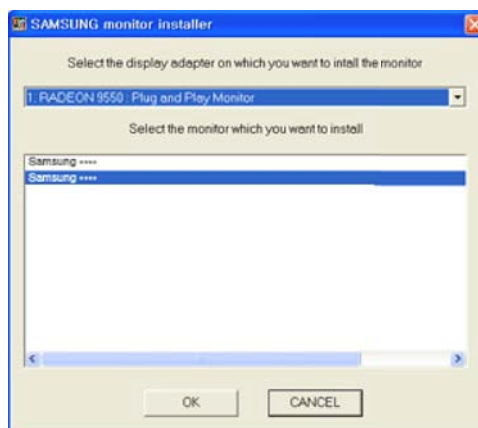 SAMSUNG monitor installer
Select the display adapter on which you want to intall the monitor
1: RADEON 9550 : Plug and Play Monitor
Select the monitor which you want to install
Samsung ****
Samsung ****
OK
CANCEL